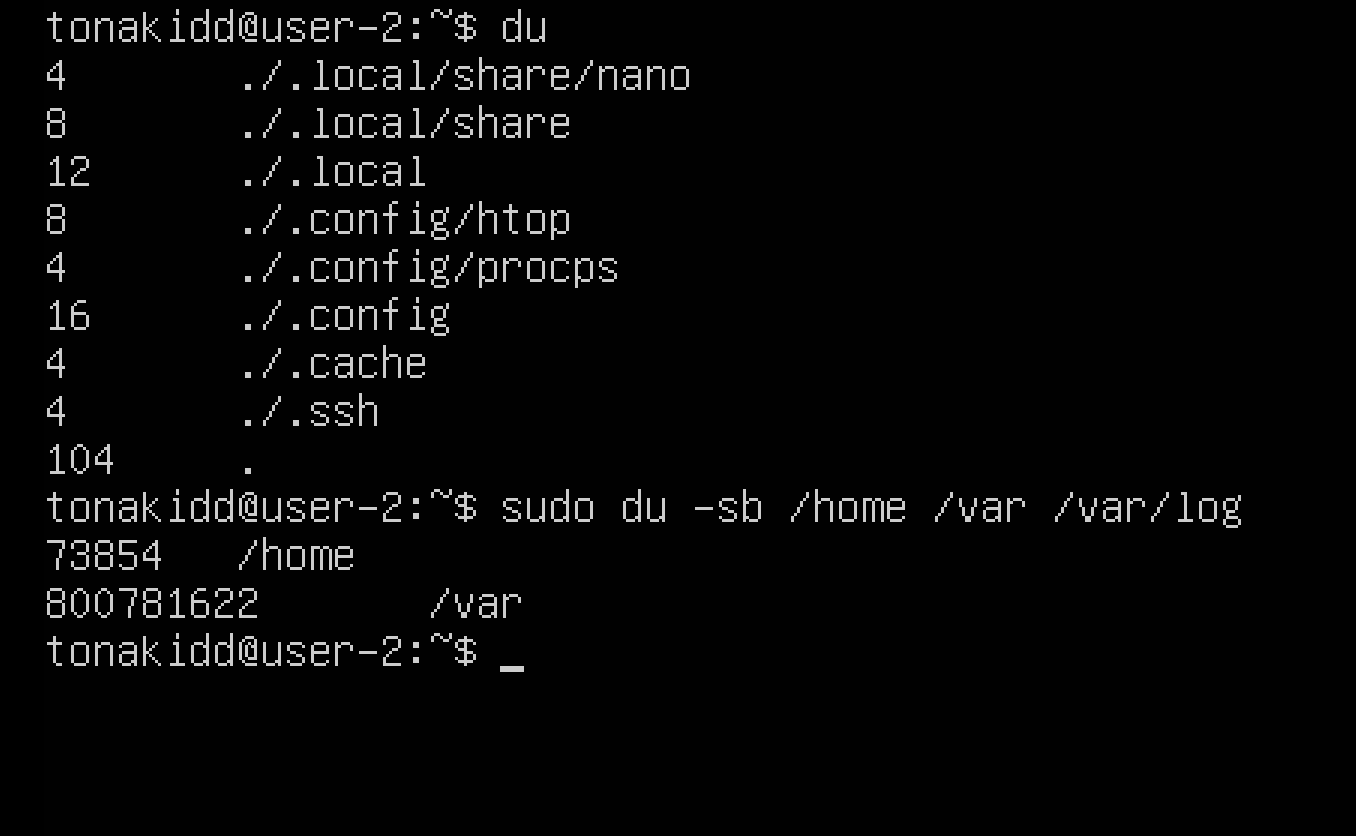 tonakidd@user-2:~$ du
4       ./.local/share/nano
8       ./.local/share
12      ./.local
8       ./.config/htop
4       ./.config/procps
16      ./.config
4       ./.cache
4       ./.ssh
104     .
tonakidd@user-2:~$ sudo du -sb /home /var /var/log
73854   /home
800781622       /var
tonakidd@user-2:~$ _